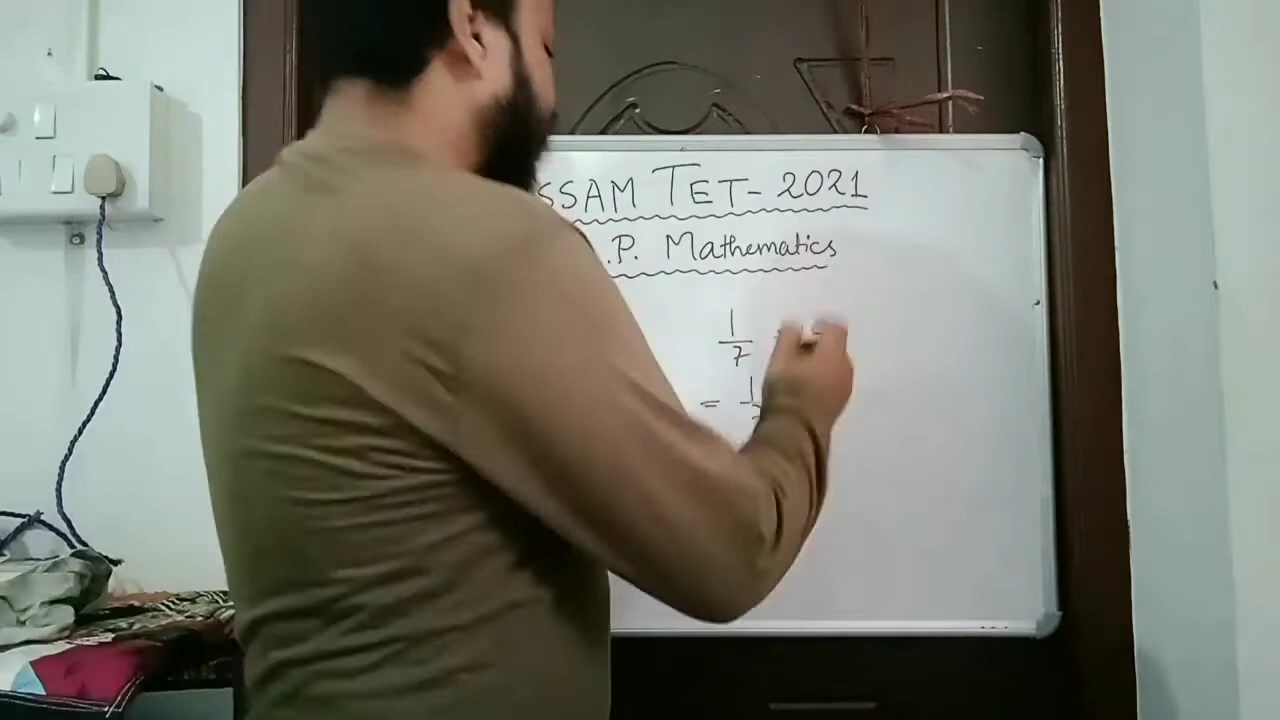 SSAM TET-2021
.P. Mathematics
1/7
= 1